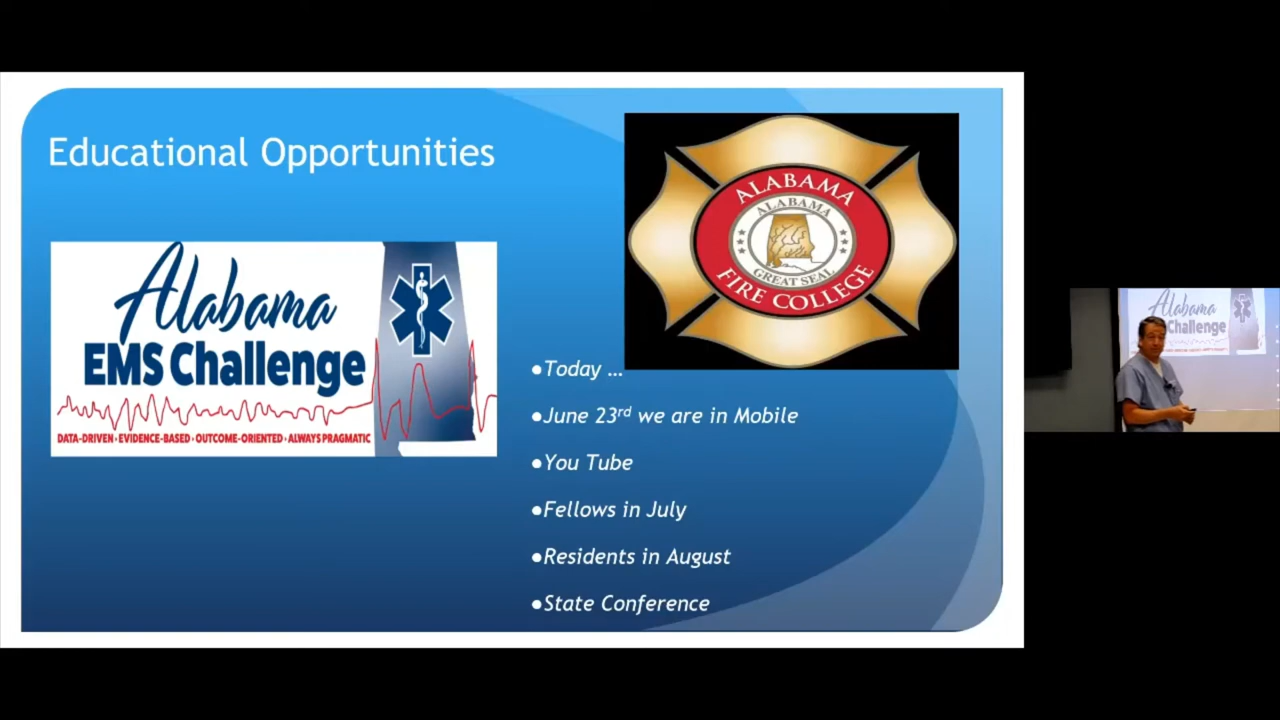 Educational Opportunities
Alabama
EMS Challenge
DATA-DRIVEN • EVIDENCE-BASED • OUTCOME-ORIENTED • ALWAYS PRAGMATIC
ALABAMA
ALABAMA
GREAT SEAL
FIRE COLLEGE
●Today …
●June 23rd we are in Mobile
●You Tube
●Fellows in July
●Residents in August
●State Conference
Alabama
Challenge